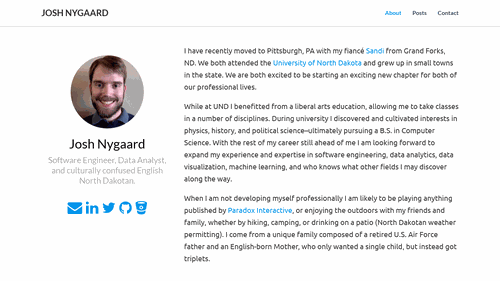 JOSH NYGAARD
About
Posts
Contact
Josh Nygaard
Software Engineer, Data Analyst,
and culturally confused English
North Dakotan.
I have recently moved to Pittsburgh, PA with my fiancé Sandi from Grand Forks,
ND. We both attended the University of North Dakota and grew up in small towns
in the state. We are both excited to be starting an exciting new chapter for both of
our professional lives.
While at UND I benefitted from a liberal arts education, allowing me to take classes
in a number of disciplines. During university I discovered and cultivated interests in
physics, history, and political science–ultimately pursuing a B.S. in Computer
Science. With the rest of my career still ahead of me I am looking forward to
expand my experience and expertise in software engineering, data analytics, data
visualization, machine learning, and who knows what other fields I may discover
along the way.
When I am not developing myself professionally I am likely to be playing anything
published by Paradox Interactive, or enjoying the outdoors with my friends and
family, whether by hiking, camping, or drinking on a patio (North Dakotan weather
permitting). I come from a unique family composed of a retired U.S. Air Force
father and an English-born Mother, who only wanted a single child, but instead got
triplets.